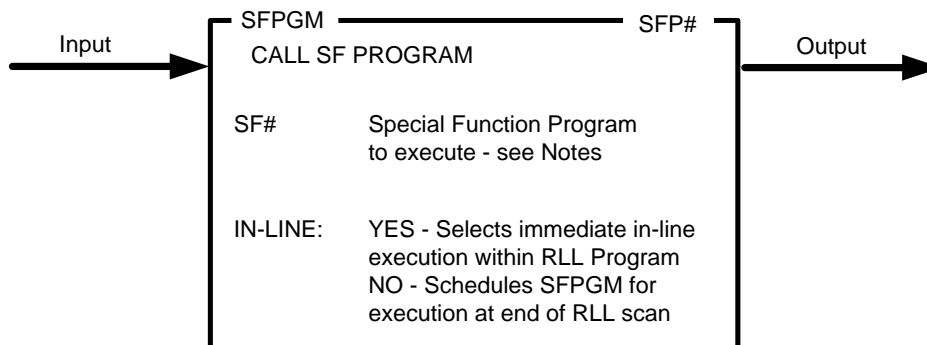 SFPGM SFP#
Input
CALL SF PROGRAM
Output
SF# Special Function Program
to execute - see Notes
IN-LINE: YES - Selects immediate in-line
execution within RLL Program
NO - Schedules SFPGM for
execution at end of RLL scan